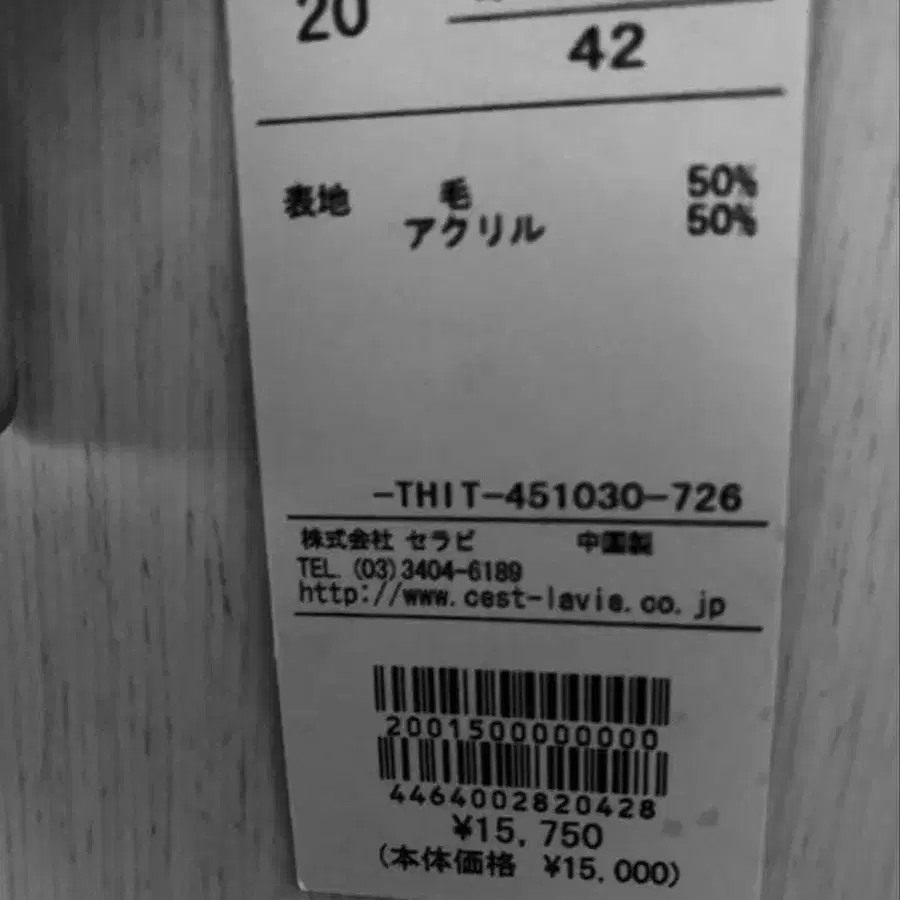 20
42
表地 毛 50%
アクリル 50%
-THIT-451030-726
株式会社 セラビ 中国製
TEL.(03)3404-6189
http://www.cest-lavie.co.jp
2001500000000
4464002820428
¥15,750
(本体価格 ¥15,000)